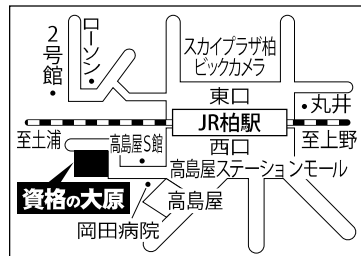 ローソン
2号館
スカイプラザ柏
ビックカメラ
東口
丸井
JR柏駅
至土浦
至上野
高島屋S館
西口
高島屋ステーションモール
資格の大原
高島屋
岡田病院